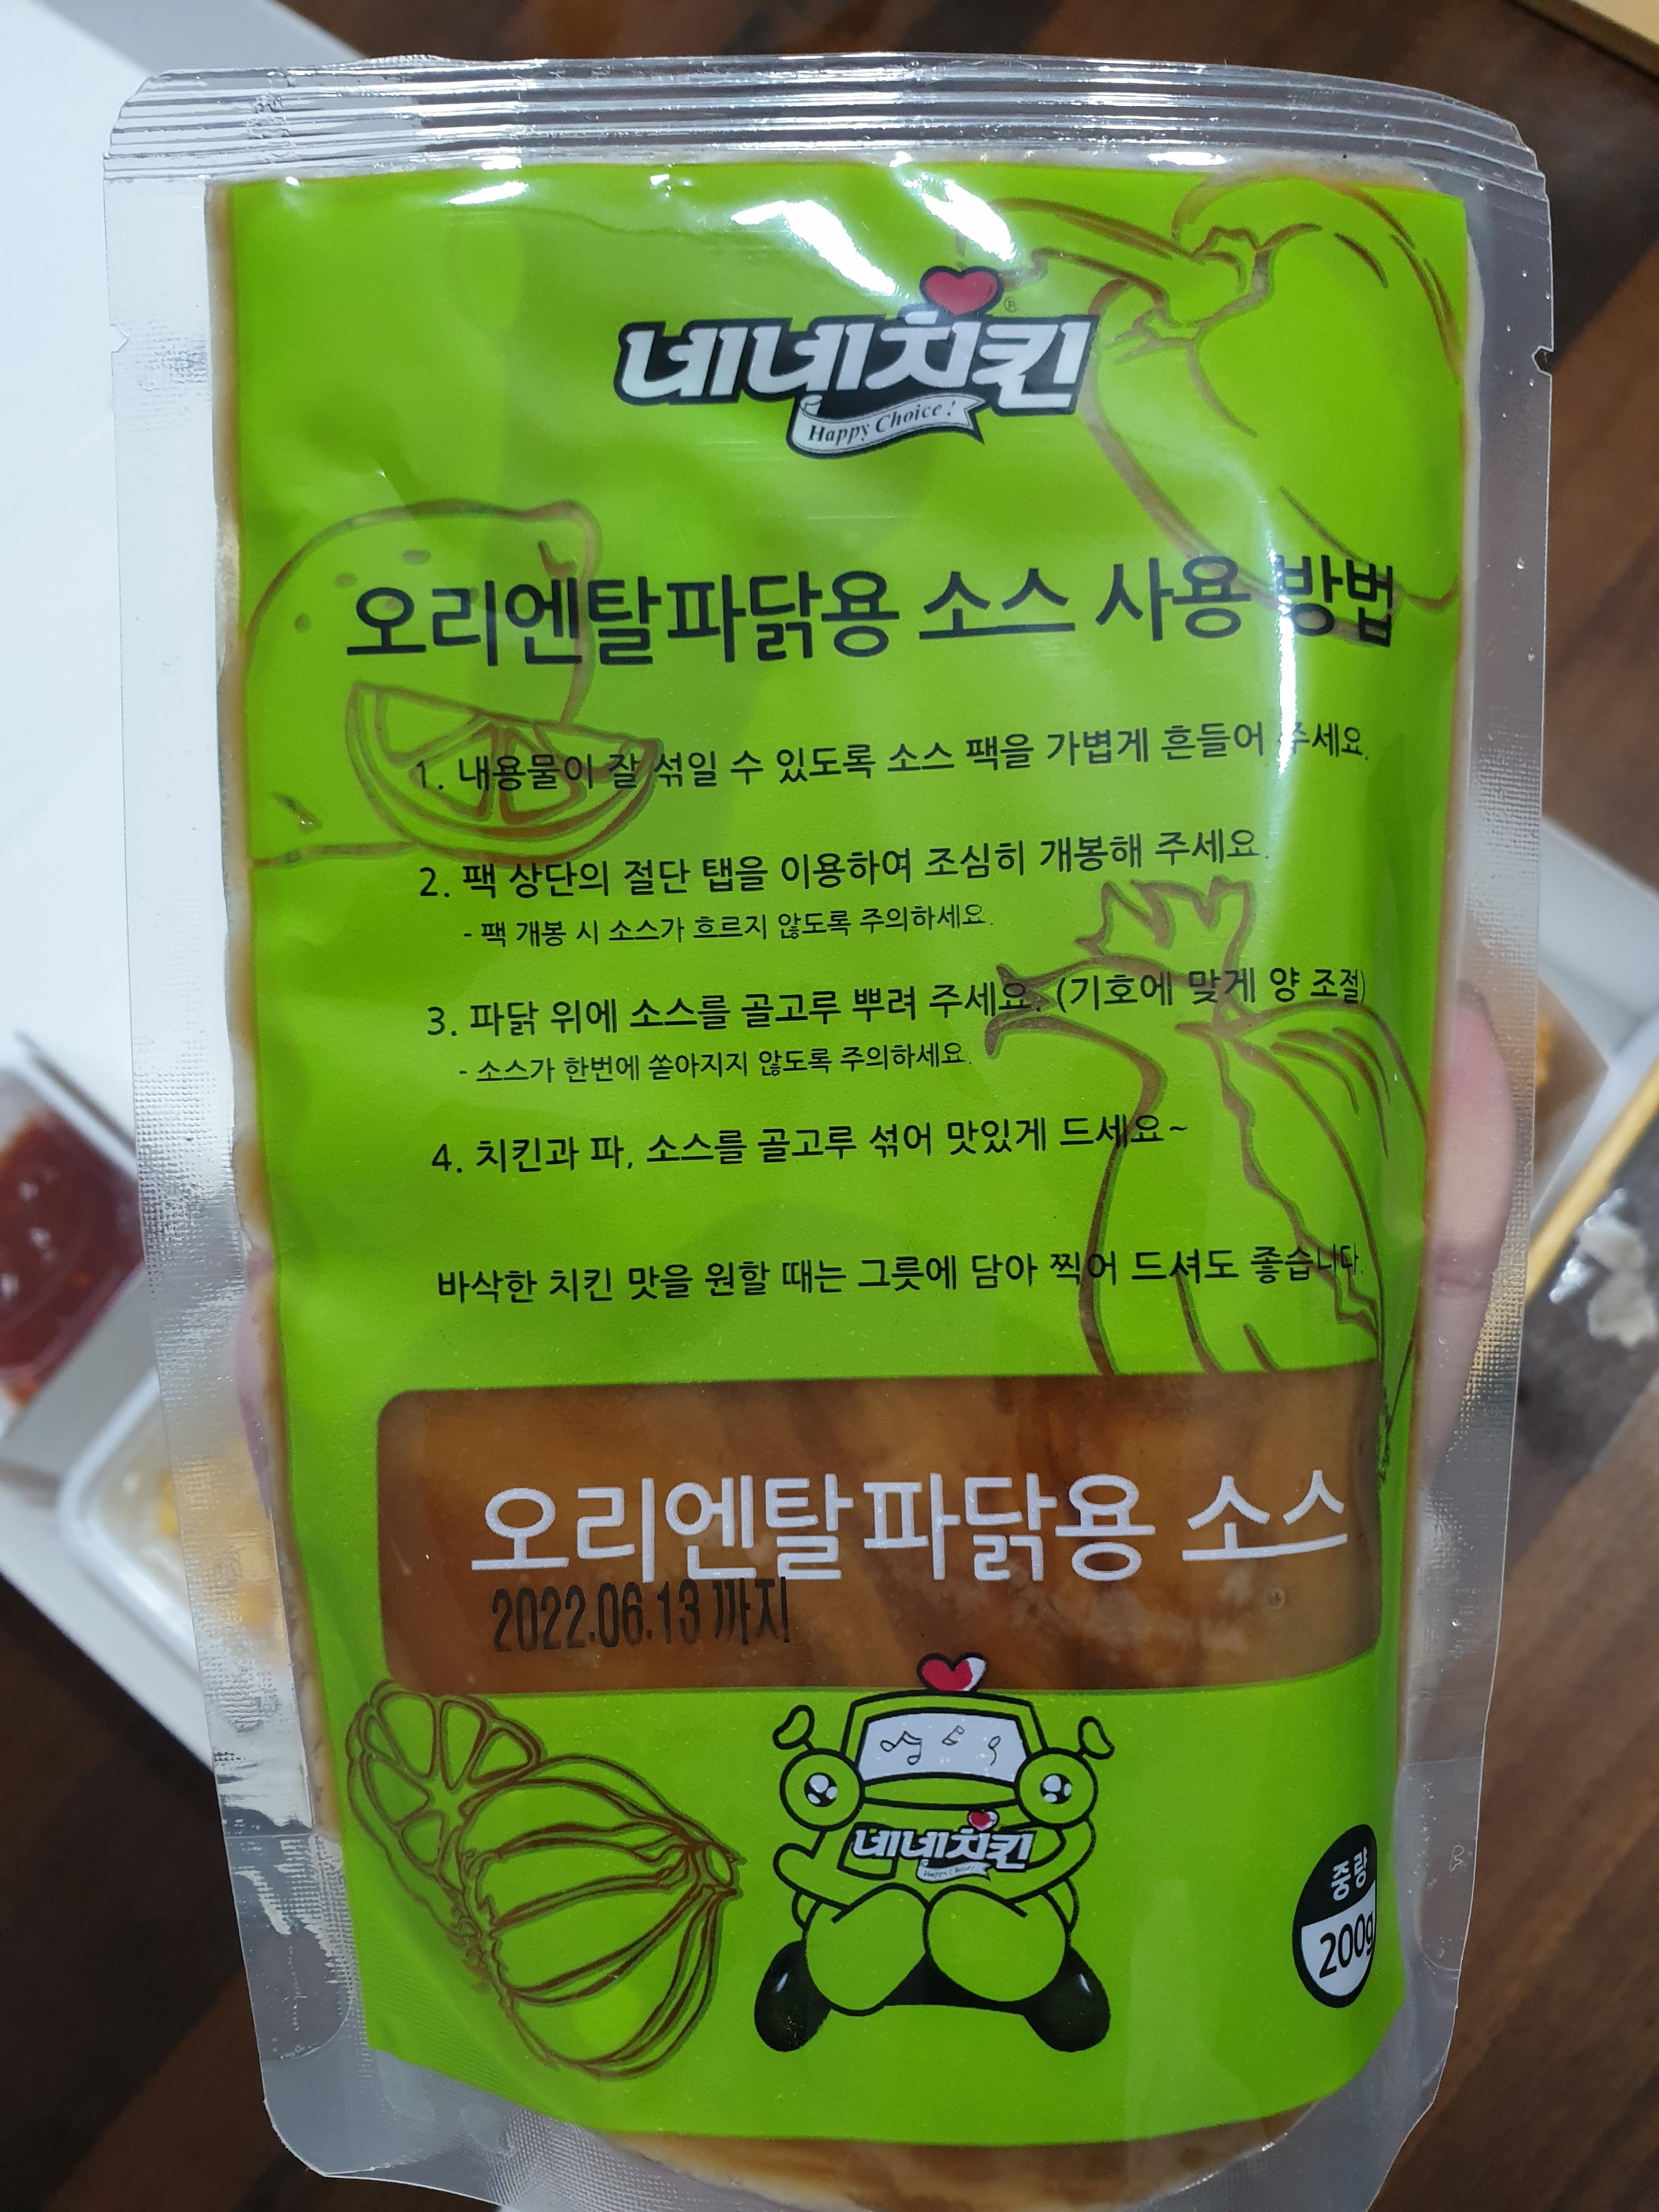 네네치킨
Happy Choice!
오리엔탈파닭용 소스 사용 방법
1. 내용물이 잘 섞일 수 있도록 소스 팩을 가볍게 흔들어 주세요.
2. 팩 상단의 절단 탭을 이용하여 조심히 개봉해 주세요.
- 팩 개봉 시 소스가 흐르지 않도록 주의하세요.
3. 파닭 위에 소스를 골고루 뿌려 주세요. (기호에 맞게 양 조절)
- 소스가 한번에 쏟아지지 않도록 주의하세요.
4. 치킨과 파, 소스를 골고루 섞어 맛있게 드세요~
바삭한 치킨 맛을 원할 때는 그릇에 담아 찍어 드셔도 좋습니다.
오리엔탈파닭용 소스
2022.06.13 까지
네네치킨
Happy Choice!
중량
200g